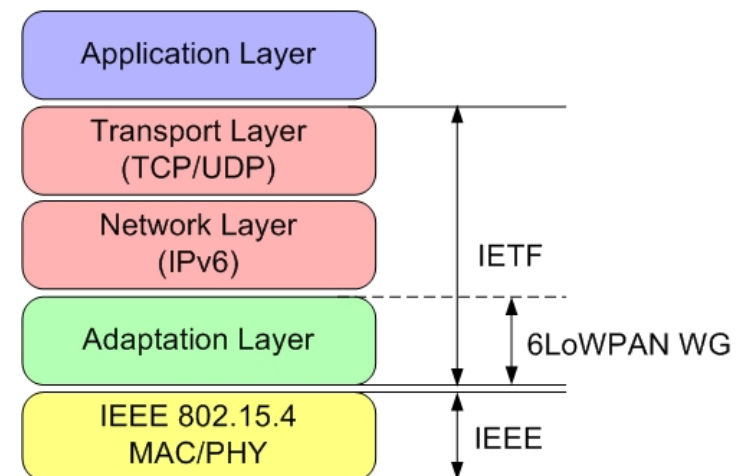 Application Layer
Transport Layer
(TCP/UDP)
Network Layer
(IPv6)
IETF
Adaptation Layer
6LoWPAN WG
IEEE 802.15.4
MAC/PHY
IEEE